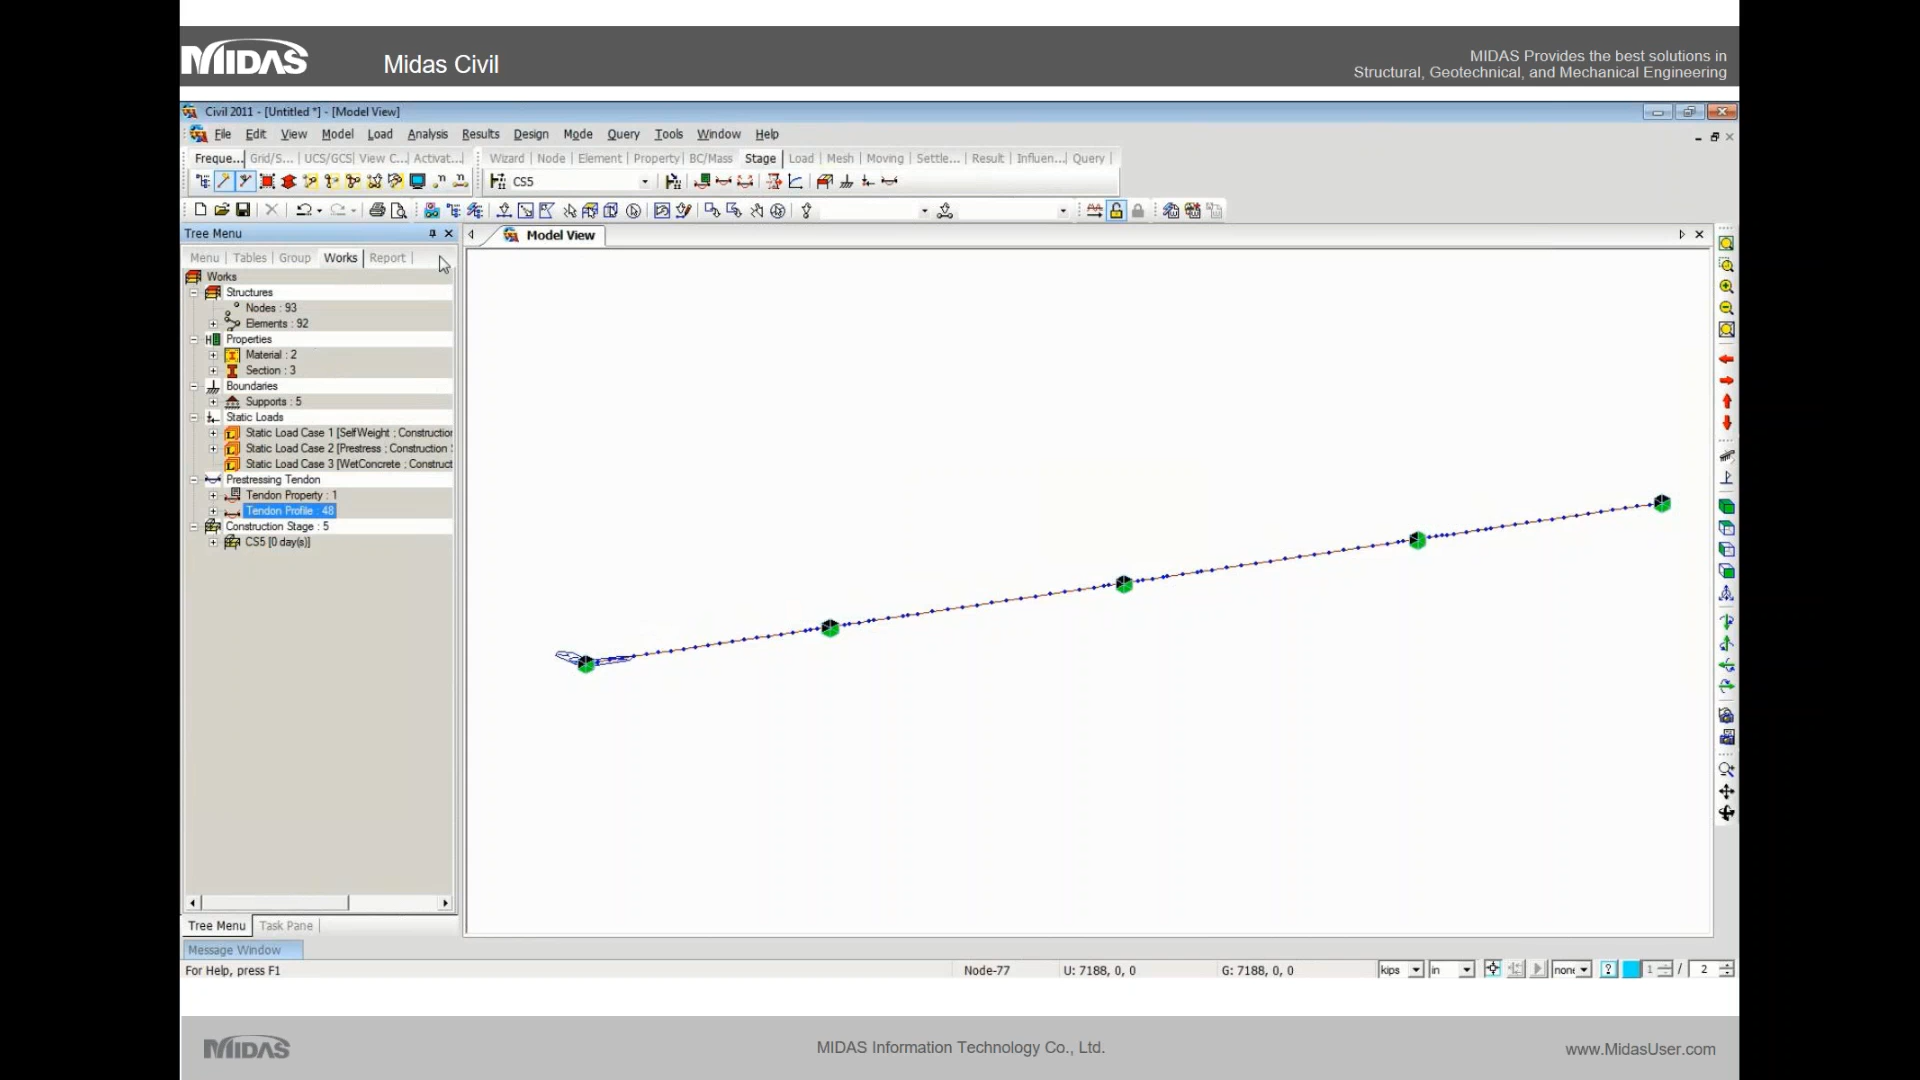 MIDAS
Midas Civil
MIDAS Provides the best solutions in
Structural, Geotechnical, and Mechanical Engineering
Civil 2011 - [Untitled *] - [Model View]
File Edit View Model Load Analysis Results Design Mode Query Tools Window Help
Freque... Grid/S... UCS/GCS View C... Activat... Wizard Node Element Property BC/Mass Stage Load Mesh Moving Settle... Result Influen... Query
CS5
Tree Menu
Model View
Menu Tables Group Works Report
Works
Structures
Nodes : 93
Elements : 92
Properties
Material : 2
Section : 3
Boundaries
Supports : 5
Static Loads
Static Load Case 1 [SelfWeight ; Construction
Static Load Case 2 [Prestress ; Construction
Static Load Case 3 [WetConcrete ; Construct
Prestressing Tendon
Tendon Property : 1
Tendon Profile : 48
Construction Stage : 5
CS5 [0 day(s)]
Tree Menu Task Pane
Message Window
For Help, press F1
Node-77
U: 7188, 0, 0
G: 7188, 0, 0
kips
in
none
1 / 2
MIDAS
MIDAS Information Technology Co., Ltd.
www.MidasUser.com